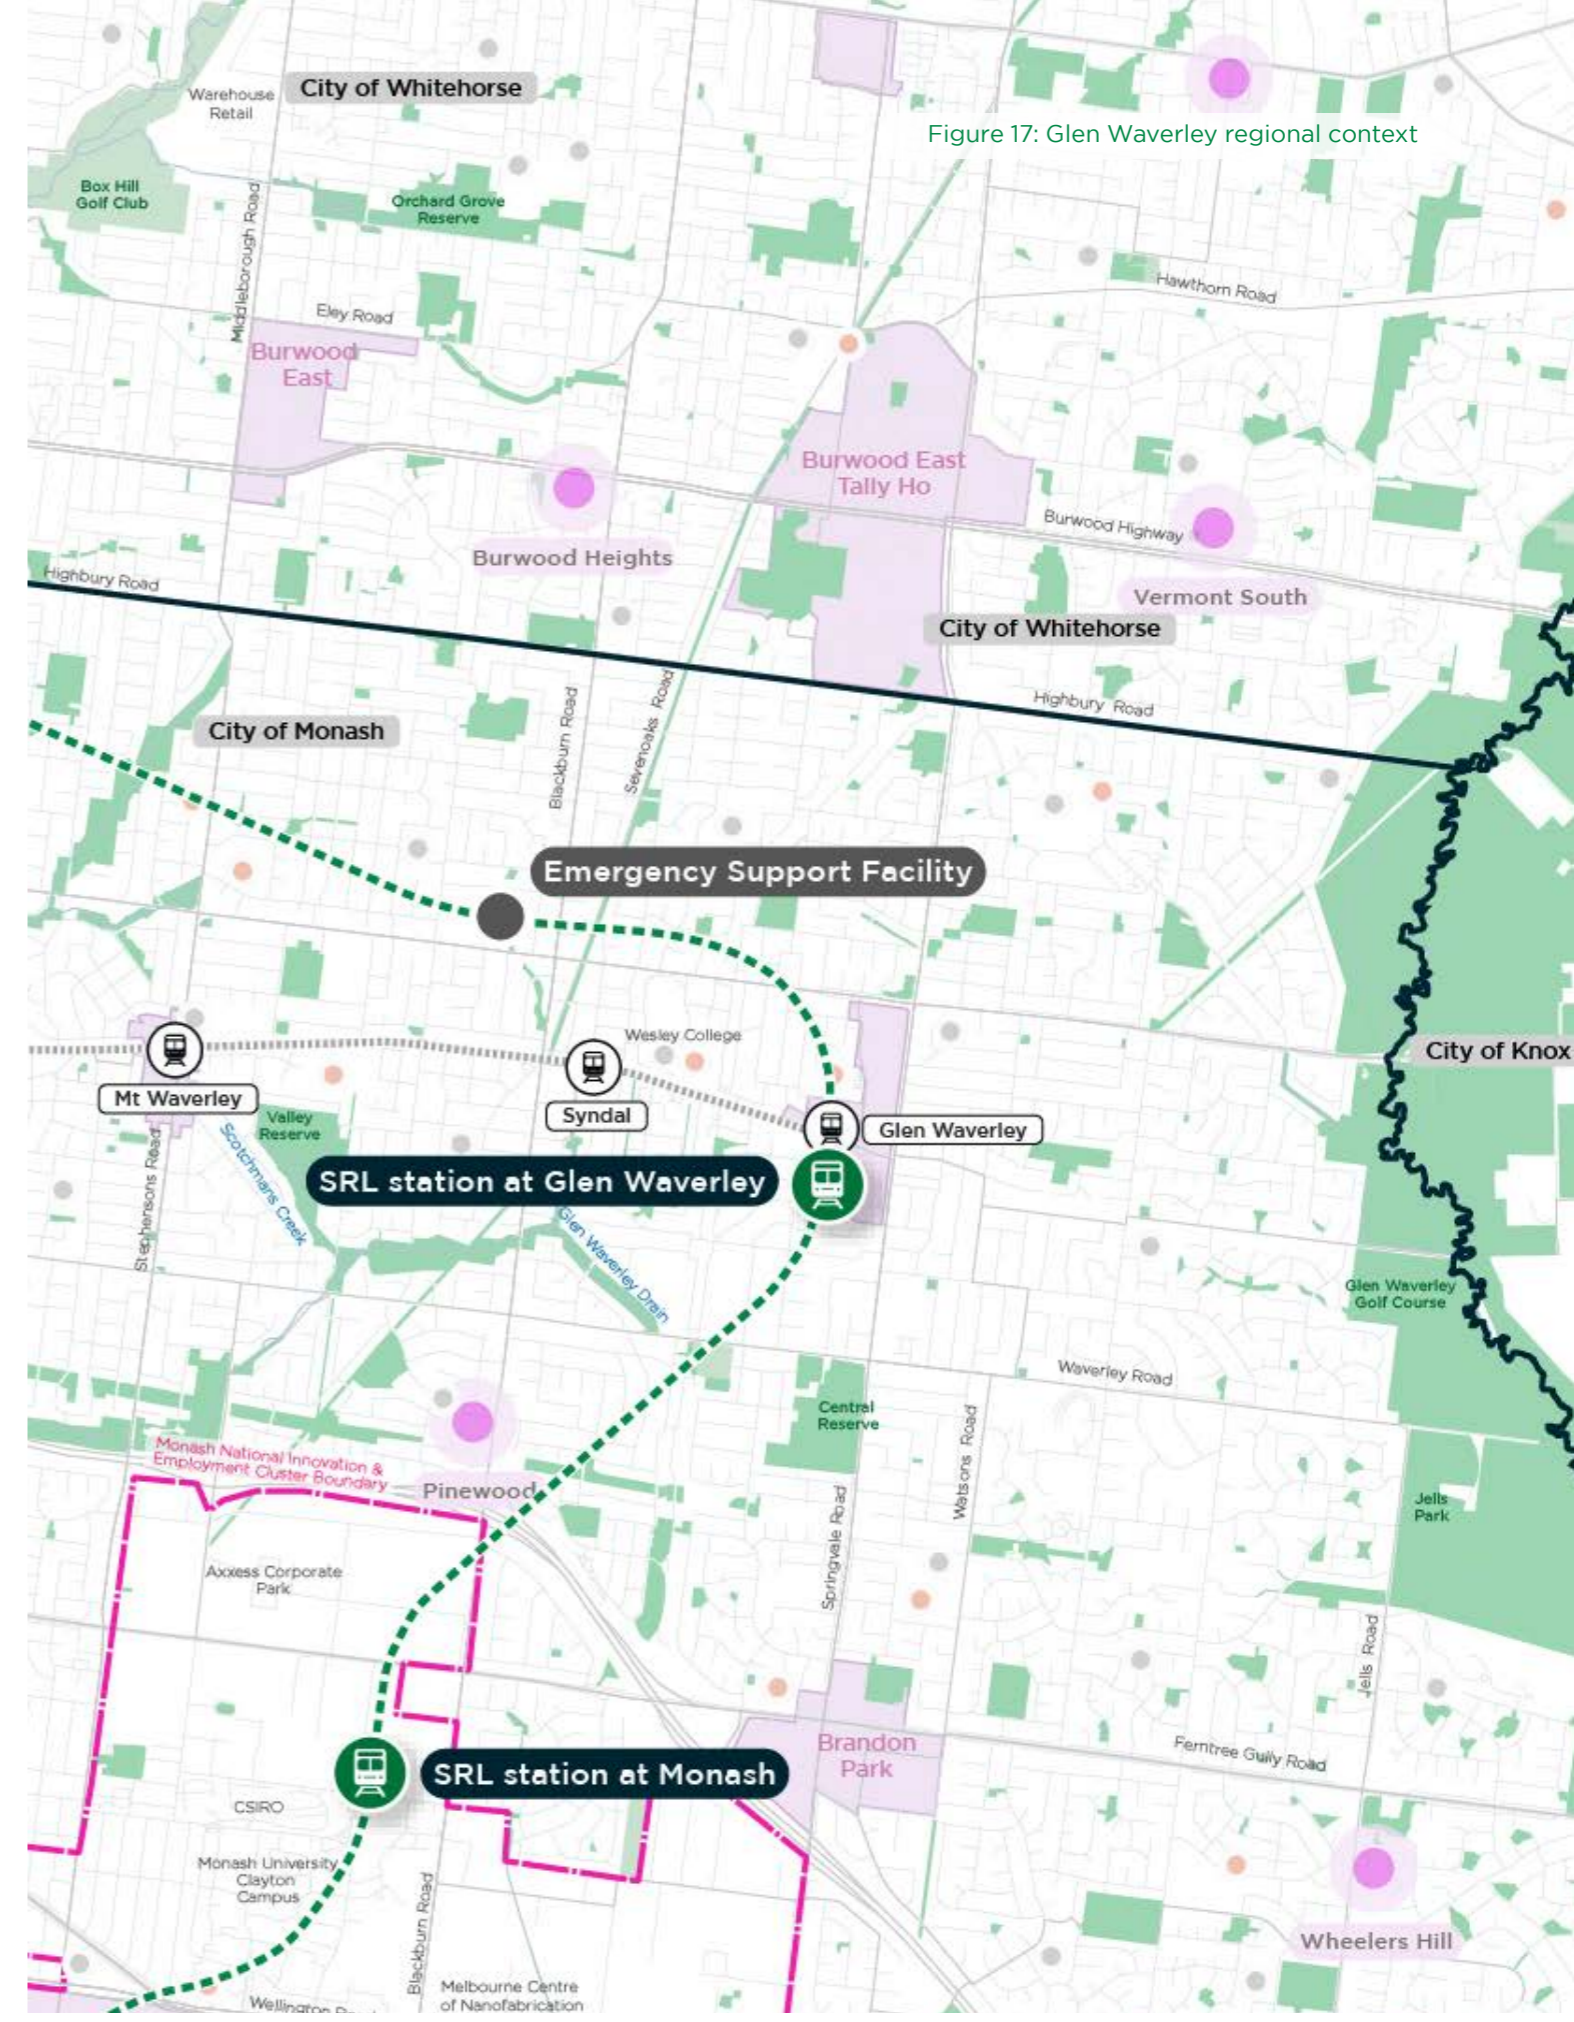 City of Whitehorse
Warehouse
Retail
Figure 17: Glen Waverley regional context
Box Hill
Golf Club
Orchard Grove
Reserve
Middleborough Road
Hawthorn Road
Eley Road
Burwood
East
Burwood East
Tally Ho
Burwood Highway
Burwood Heights
Vermont South
Highbury Road
City of Whitehorse
Highbury Road
City of Monash
Blackburn Road
Sevenoaks Road
Emergency Support Facility
Wesley College
City of Knox
Mt Waverley
Syndal
Glen Waverley
Valley
Reserve
Scotchmans Creek
Stephensons Road
SRL station at Glen Waverley
Glen Waverley Drain
Glen Waverley
Golf Course
Waverley Road
Central
Reserve
Watsons Road
Monash National Innovation &
Employment Cluster Boundary
Pinewood
Springvale Road
Jells
Park
Axxess Corporate
Park
Jells Road
Brandon
Park
Ferntree Gully Road
SRL station at Monash
CSIRO
Monash University
Clayton
Campus
Blackburn Road
Wheelers Hill
Melbourne Centre
of Nanofabrication
Wellington